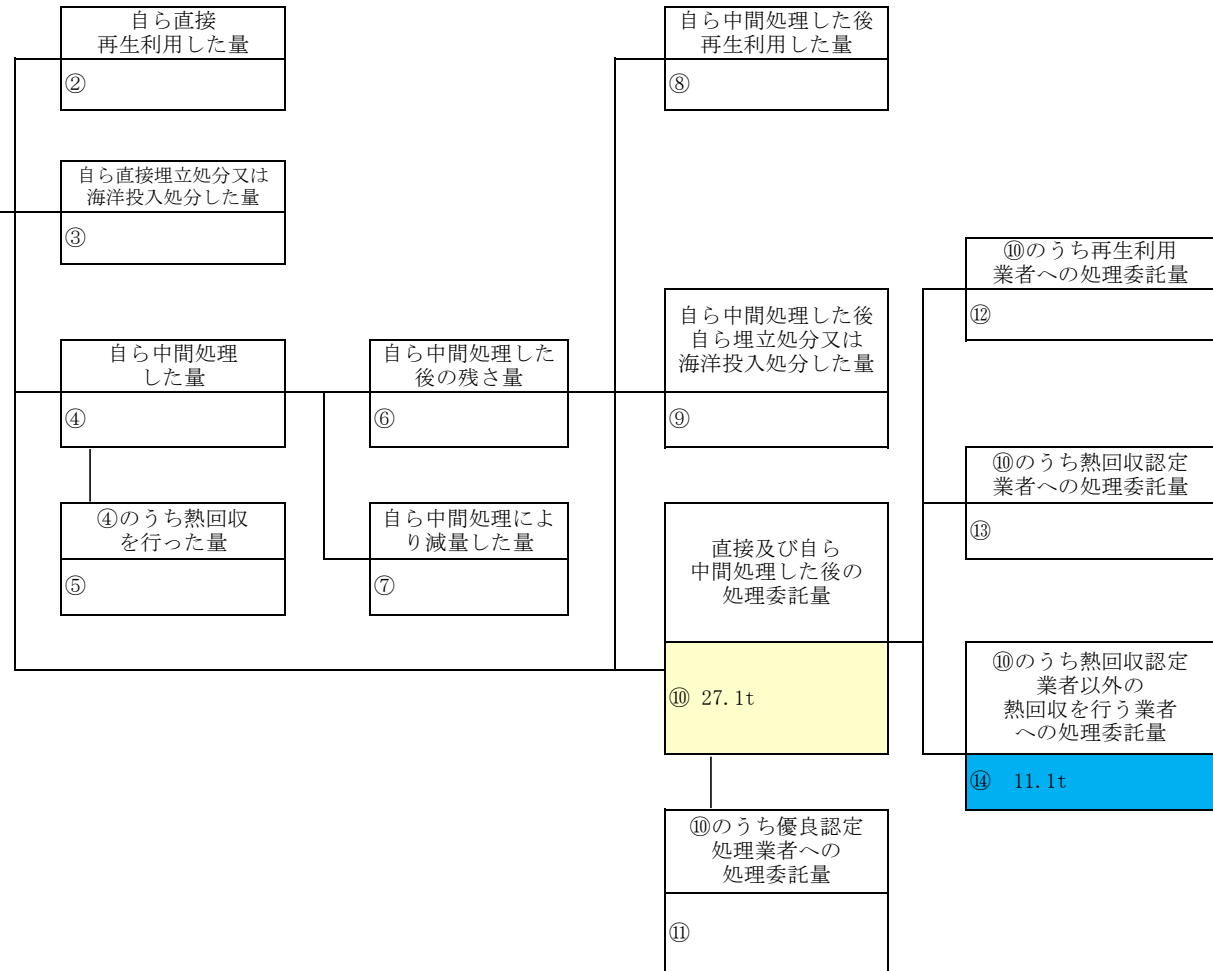 自ら直接
再生利用した量
②
自ら中間処理した後
再生利用した量
⑧
自ら直接埋立処分又は
海洋投入処分した量
③
⑩のうち再生利用
業者への処理委託量
⑫
自ら中間処理
した量
④
自ら中間処理した
後の残さ量
⑥
自ら中間処理した後
自ら埋立処分又は
海洋投入処分した量
⑨
⑩のうち熱回収認定
業者への処理委託量
⑬
④のうち熱回収
を行った量
⑤
自ら中間処理によ
り減量した量
⑦
直接及び自ら
中間処理した後の
処理委託量
⑩ 27.1t
⑩のうち熱回収認定
業者以外の
熱回収を行う業者
への処理委託量
⑭ 11.1t
⑩のうち優良認定
処理業者への
処理委託量
⑪